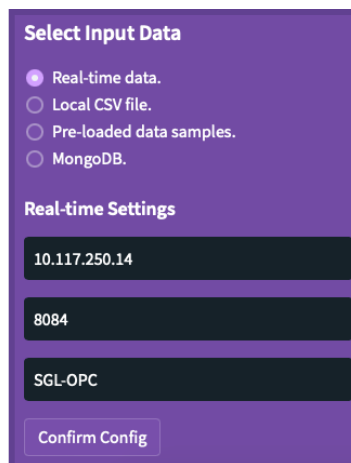 Select Input Data
Real-time data.
Local CSV file.
Pre-loaded data samples.
MongoDB.
Real-time Settings
10.117.250.14
8084
SGL-OPC
Confirm Config